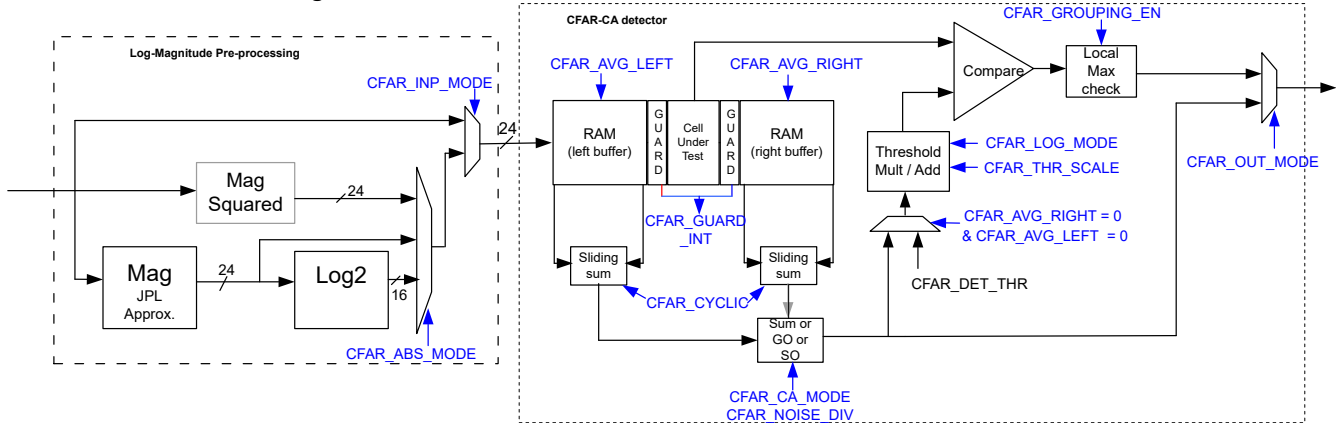 CFAR-CA detector
CFAR_GROUPING_EN
Log-Magnitude Pre-processing
CFAR_INP_MODE
CFAR_AVG_LEFT
CFAR_AVG_RIGHT
Compare
Local
Max
check
24
RAM
(left buffer)
GUARD
Cell
Under
Test
GUARD
RAM
(right buffer)
Threshold
Mult / Add
CFAR_LOG_MODE
CFAR_THR_SCALE
CFAR_OUT_MODE
Mag
Squared
24
CFAR_GUARD
_INT
CFAR_AVG_RIGHT = 0
& CFAR_AVG_LEFT = 0
Mag
JPL
Approx.
24
Log2
16
Sliding
sum
Sliding
sum
CFAR_DET_THR
CFAR_CYCLIC
CFAR_ABS_MODE
Sum or
GO or
SO
CFAR_CA_MODE
CFAR_NOISE_DIV